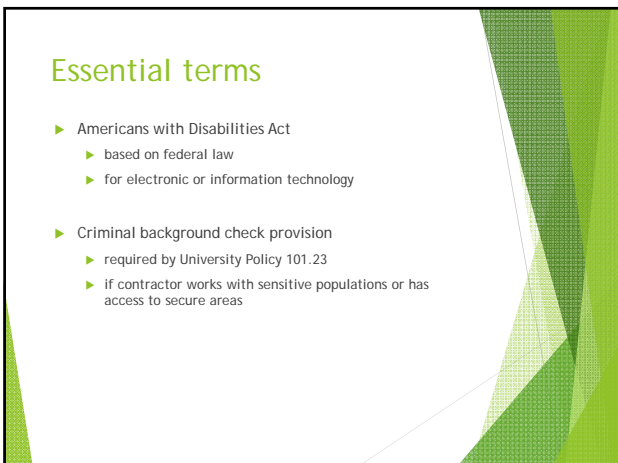 Essential terms
Americans with Disabilities Act
based on federal law
for electronic or information technology
Criminal background check provision
required by University Policy 101.23
if contractor works with sensitive populations or has
access to secure areas